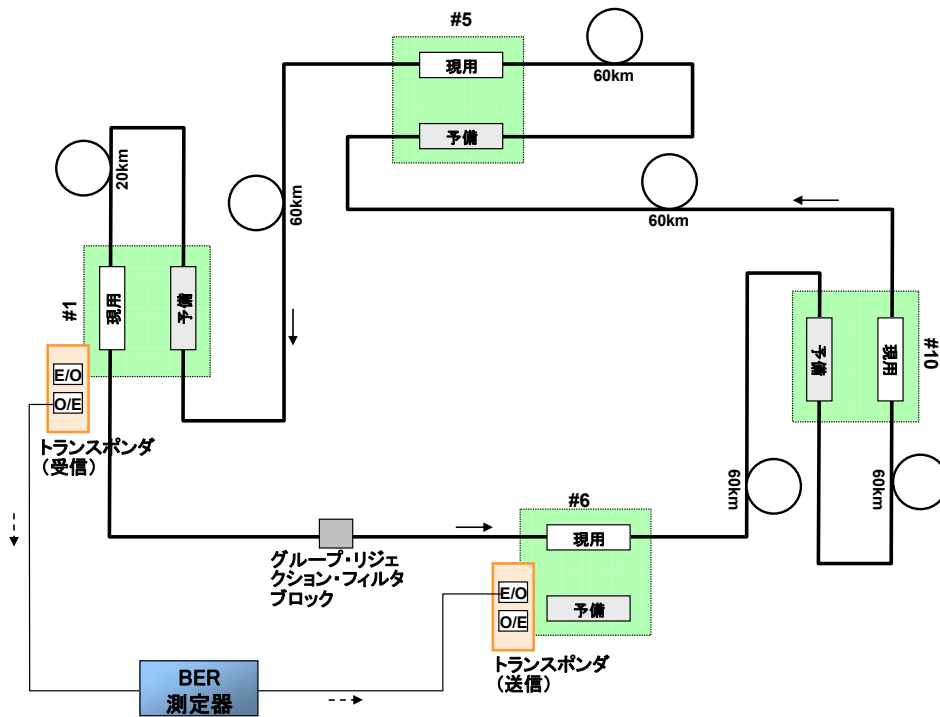 #5
現用
60km
予備
60km
20km
60km
#1
現用
予備
E/O
O/E
トランスポンダ
(受信)
#10
予備
現用
60km
60km
#6
現用
予備
グループ・リジェ
クション・フィルタ
ブロック
E/O
O/E
トランスポンダ
(送信)
BER
測定器